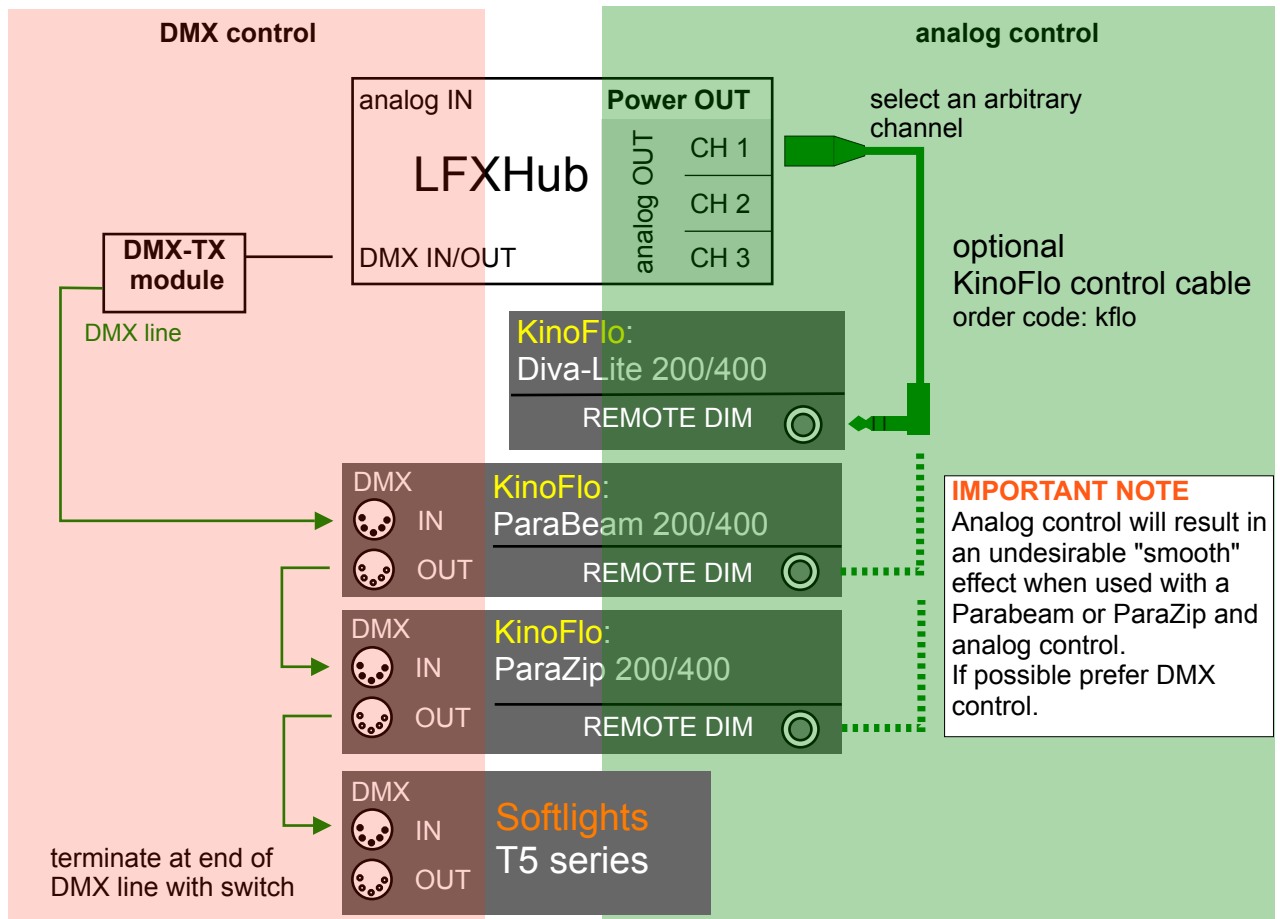 DMX control
analog control
analog IN
Power OUT
LFXHub
analog OUT
CH 1
CH 2
CH 3
DMX IN/OUT
select an arbitrary
channel
DMX-TX
module
DMX line
optional
KinoFlo control cable
order code: kflo
KinoFlo:
Diva-Lite 200/400
REMOTE DIM
DMX
IN
OUT
KinoFlo:
ParaBeam 200/400
REMOTE DIM
IMPORTANT NOTE
Analog control will result in
an undesirable "smooth"
effect when used with a
Parabeam or ParaZip and
analog control.
If possible prefer DMX
control.
DMX
IN
OUT
KinoFlo:
ParaZip 200/400
REMOTE DIM
DMX
IN
OUT
Softlights
T5 series
terminate at end of
DMX line with switch